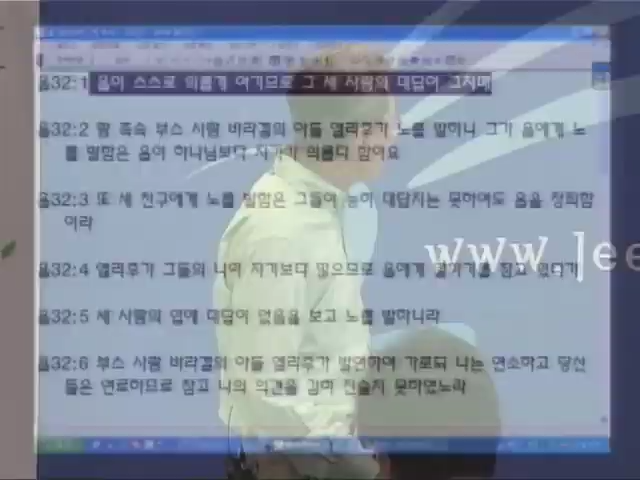 욥32:1 욥이 스스로 의롭게 여기므로 그 세 사람의 대답이 그치매
욥32:2 람 족속 부스 사람 바라겔의 아들 엘리후가 노를 발하니 그가 욥에게 노
를 발함은 욥이 하나님보다 자기가 의롭다 함이요
욥32:3 또 세 친구에게 노를 발함은 그들이 능히 대답지는 못하여도 욥을 정죄함
이라
www.jee
욥32:4 엘리후가 그들의 나이 자기보다 많으므로 욥에게 말하기를 참고 있다가
욥32:5 세 사람의 입에 대답이 없음을 보고 노를 발하니라
욥32:6 부스 사람 바라겔의 아들 엘리후가 발언하여 가로되 나는 연소하고 당신
들은 연로하므로 참고 나의 의견을 감히 진술치 못하였노라